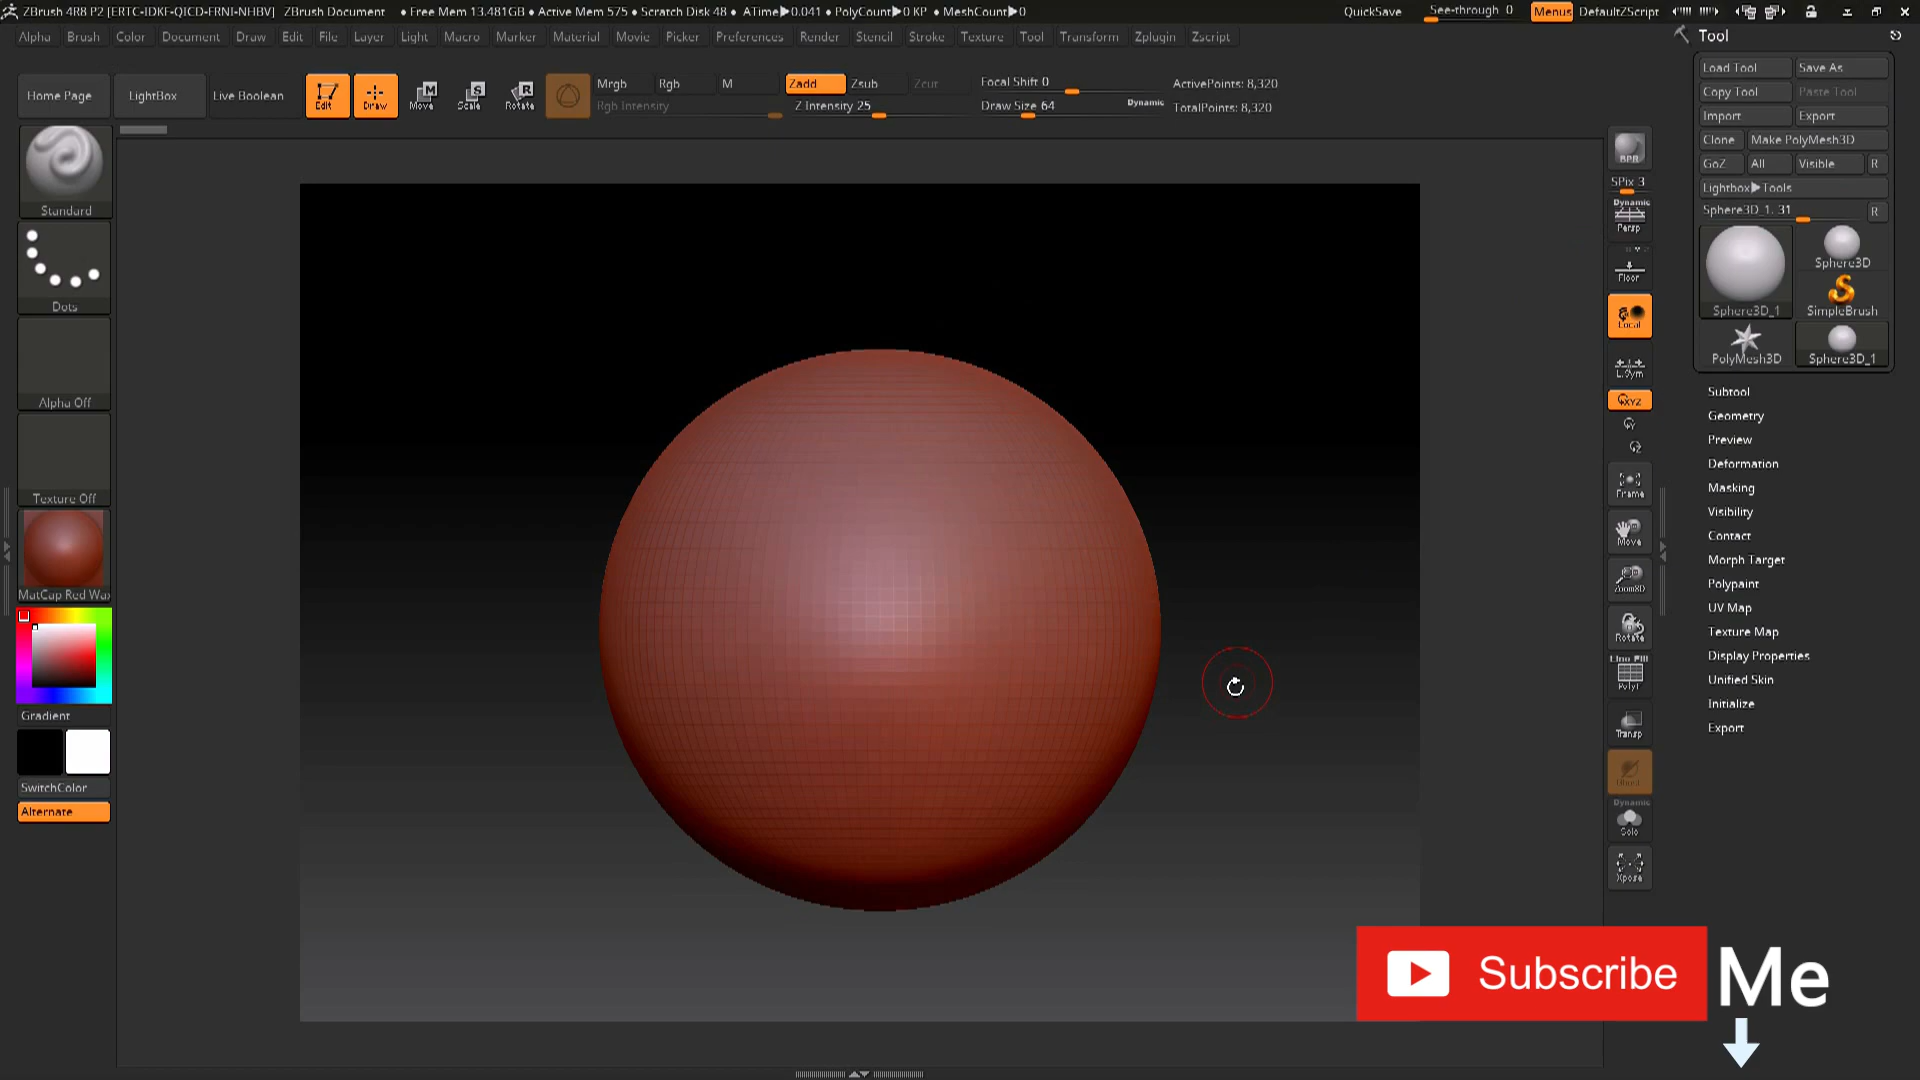 ZBrush 4R8 P2 [ERTC-IDKF-QICD-FRNI-NHBV] ZBrush Document • Free Mem 13.481GB • Active Mem 575 • Scratch Disk 48 • ATime▶0.041 • PolyCount▶0 KP • MeshCount▶0 QuickSave See-through 0 Menus DefaultZScript
Alpha Brush Color Document Draw Edit File Layer Light Macro Marker Material Movie Picker Preferences Render Stencil Stroke Texture Tool Transform Zplugin Zscript
Home Page LightBox Live Boolean Edit Draw Move Scale Rotate
Mrgb Rgb M Zadd Zsub Zcut Focal Shift 0 ActivePoints: 8,320
Rgb Intensity Z Intensity 25 Draw Size 64 Dynamic TotalPoints: 8,320
Standard
Dots
Alpha Off
Texture Off
MatCap Red Wax
Gradient
SwitchColor
Alternate
BPR
SPix 3
Dynamic
Persp
Floor
Local
L.Sym
XYZ
Frame
Move
Zoom3D
Rotate
Line Fill
PolyF
Transp
Dynamic
Solo
Xpose
Tool
Load Tool Save As
Copy Tool Paste Tool
Import Export
Clone Make PolyMesh3D
GoZ All Visible R
Lightbox▶Tools
Sphere3D_1. 31 R
Sphere3D_1 Sphere3D
SimpleBrush
PolyMesh3D Sphere3D_1
Subtool
Geometry
Preview
Deformation
Masking
Visibility
Contact
Morph Target
Polypaint
UV Map
Texture Map
Display Properties
Unified Skin
Initialize
Export
Subscribe Me